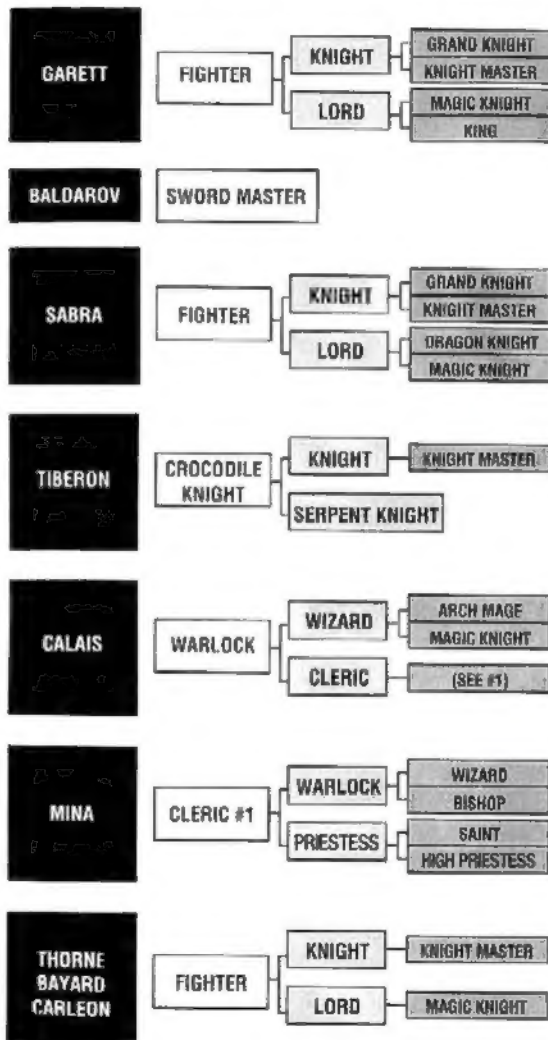 GARETT
FIGHTER
KNIGHT
GRAND KNIGHT
KNIGHT MASTER
LORD
MAGIC KNIGHT
KING
BALDAROV
SWORD MASTER
SABRA
FIGHTER
KNIGHT
GRAND KNIGHT
KNIGHT MASTER
LORD
DRAGON KNIGHT
MAGIC KNIGHT
TIBERON
CROCODILE
KNIGHT
KNIGHT
KNIGHT MASTER
SERPENT KNIGHT
CALAIS
WARLOCK
WIZARD
ARCH MAGE
MAGIC KNIGHT
CLERIC
(SEE #1)
MINA
CLERIC #1
WARLOCK
WIZARD
BISHOP
PRIESTESS
SAINT
HIGH PRIESTESS
THORNE
BAYARD
CARLEON
FIGHTER
KNIGHT
KNIGHT MASTER
LORD
MAGIC KNIGHT